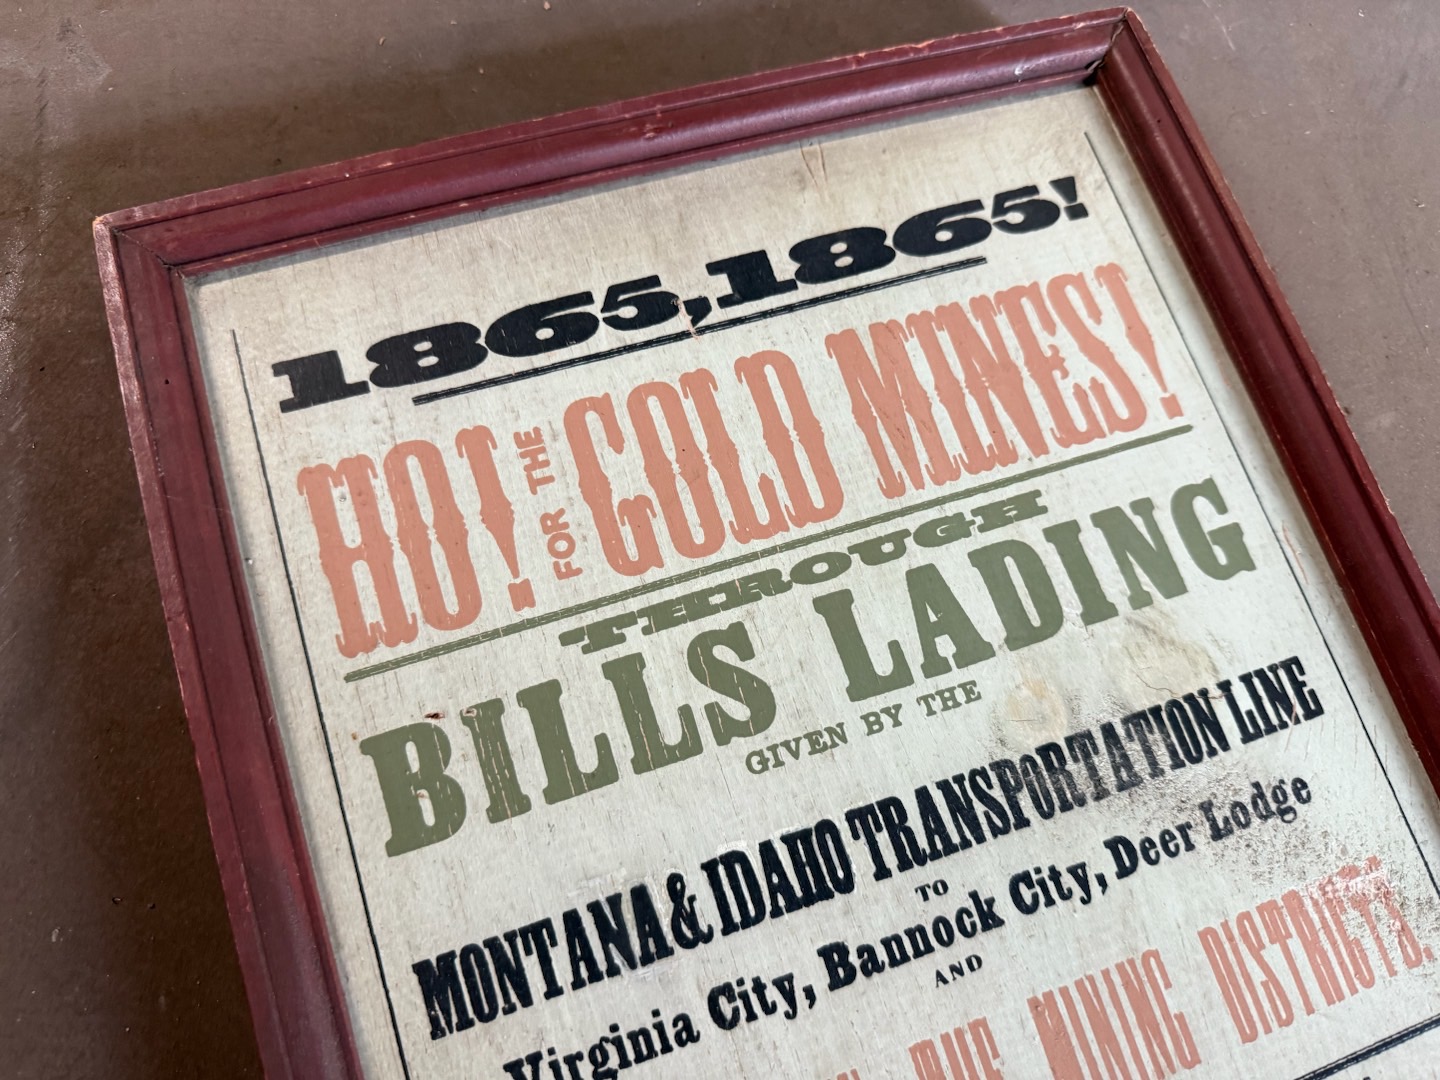 1865, 1865!
HO! FOR THE GOLD MINES!
THROUGH
BILLS LADING
GIVEN BY THE
MONTANA & IDAHO TRANSPORTATION LINE
TO
Virginia City, Bannock City, Deer Lodge
AND
THE MINING DISTRICTS.